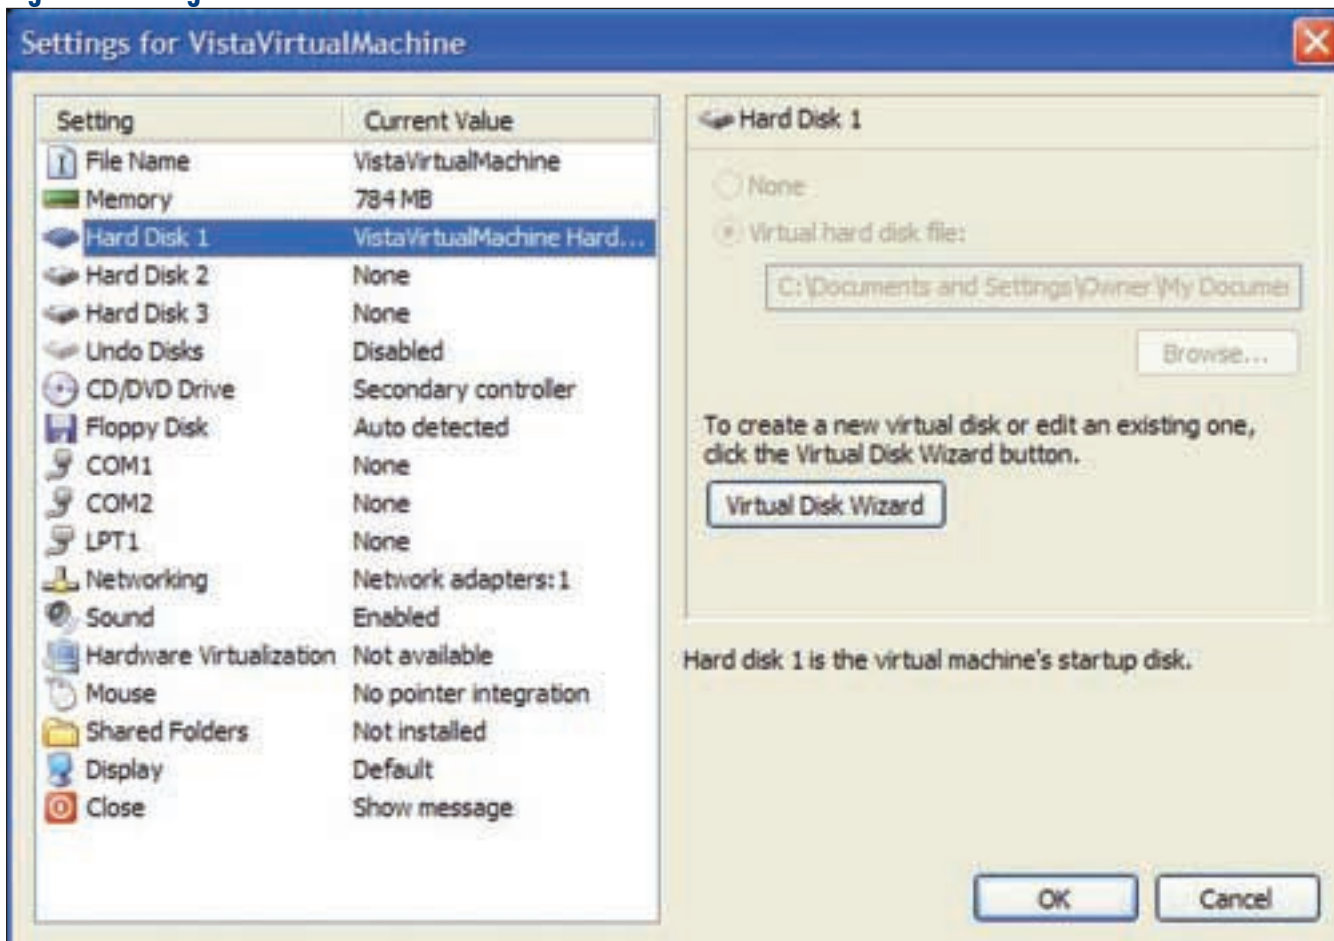 Settings for VistaVirtualMachine
Setting Current Value
File Name VistaVirtualMachine
Memory 784 MB
Hard Disk 1 VistaVirtualMachine Hard...
Hard Disk 2 None
Hard Disk 3 None
Undo Disks Disabled
CD/DVD Drive Secondary controller
Floppy Disk Auto detected
COM1 None
COM2 None
LPT1 None
Networking Network adapters:1
Sound Enabled
Hardware Virtualization Not available
Mouse No pointer integration
Shared Folders Not installed
Display Default
Close Show message
Hard Disk 1
None
Virtual hard disk file:
C:\Documents and Settings\Owner\My Documen
Browse...
To create a new virtual disk or edit an existing one,
click the Virtual Disk Wizard button.
Virtual Disk Wizard
Hard disk 1 is the virtual machine's startup disk.
OK Cancel